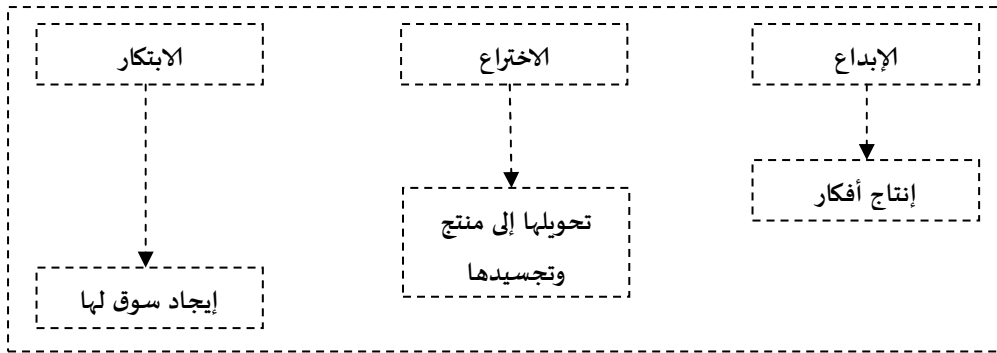 الإبداع
الاختراع
الابتكار
إنتاج أفكار
تحويلها إلى منتج
وتجسيدها
إيجاد سوق لها